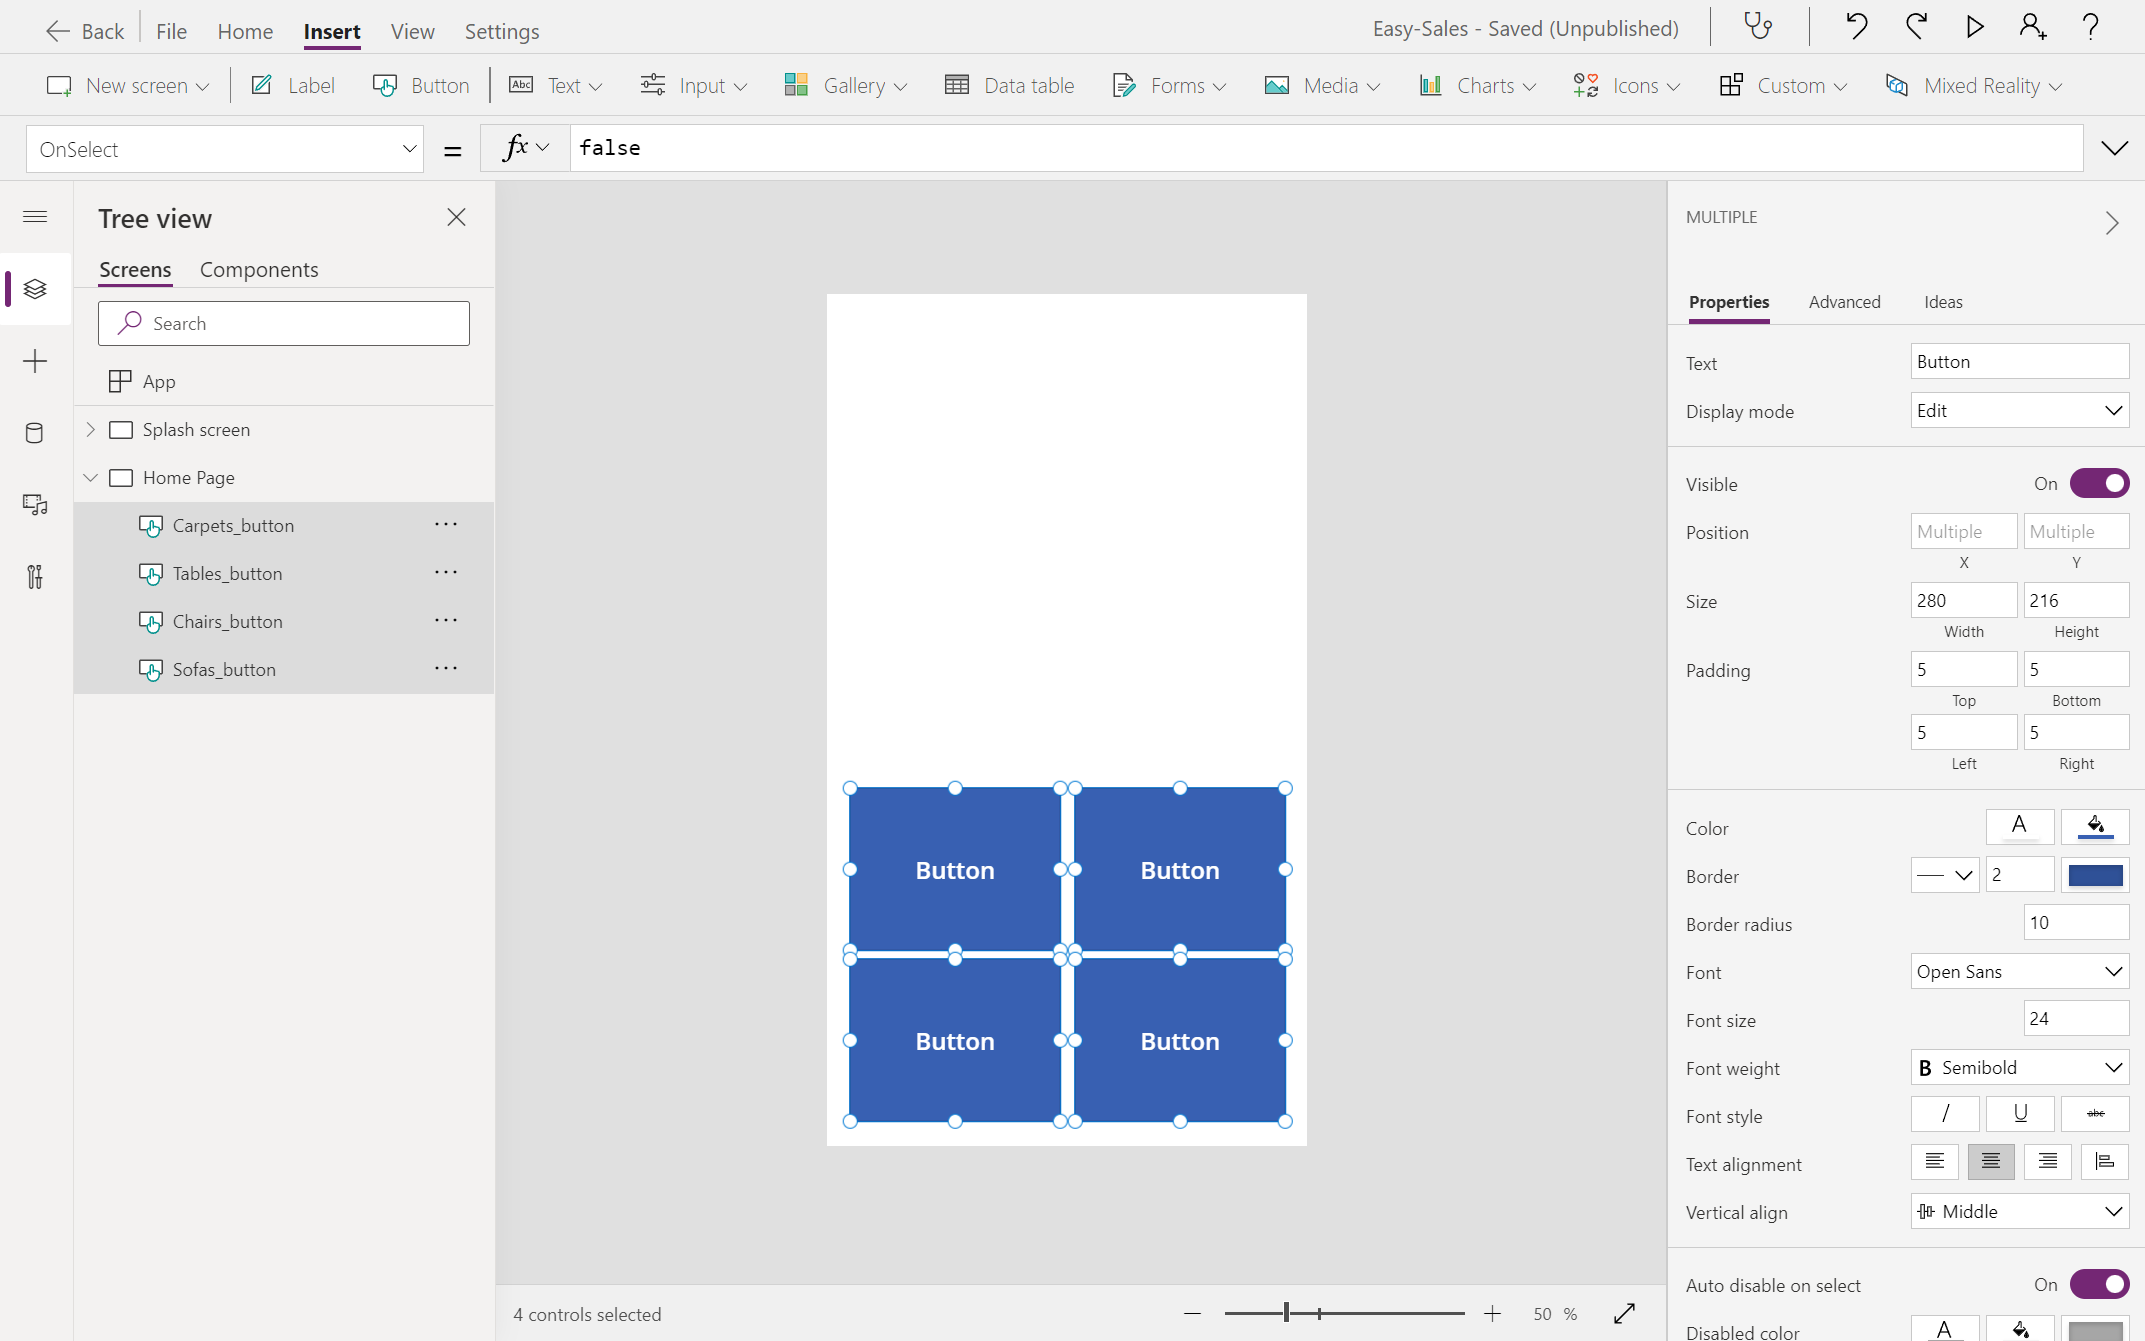 Back File Home Insert View Settings Easy-Sales - Saved (Unpublished)
New screen Label Button Abc Text Input Gallery Data table Forms Media Charts Icons Custom Mixed Reality
OnSelect = fx false
Tree view
Screens Components
Search
App
Splash screen
Home Page
Carpets_button
Tables_button
Chairs_button
Sofas_button
Button Button
Button Button
4 controls selected
50 %
MULTIPLE
Properties Advanced Ideas
Text Button
Display mode Edit
Visible On
Position Multiple Multiple
X Y
Size 280 216
Width Height
Padding 5 5
Top Bottom
5 5
Left Right
Color A
Border 2
Border radius 10
Font Open Sans
Font size 24
Font weight B Semibold
Font style / U abc
Text alignment
Vertical align Middle
Auto disable on select On
Disabled color A